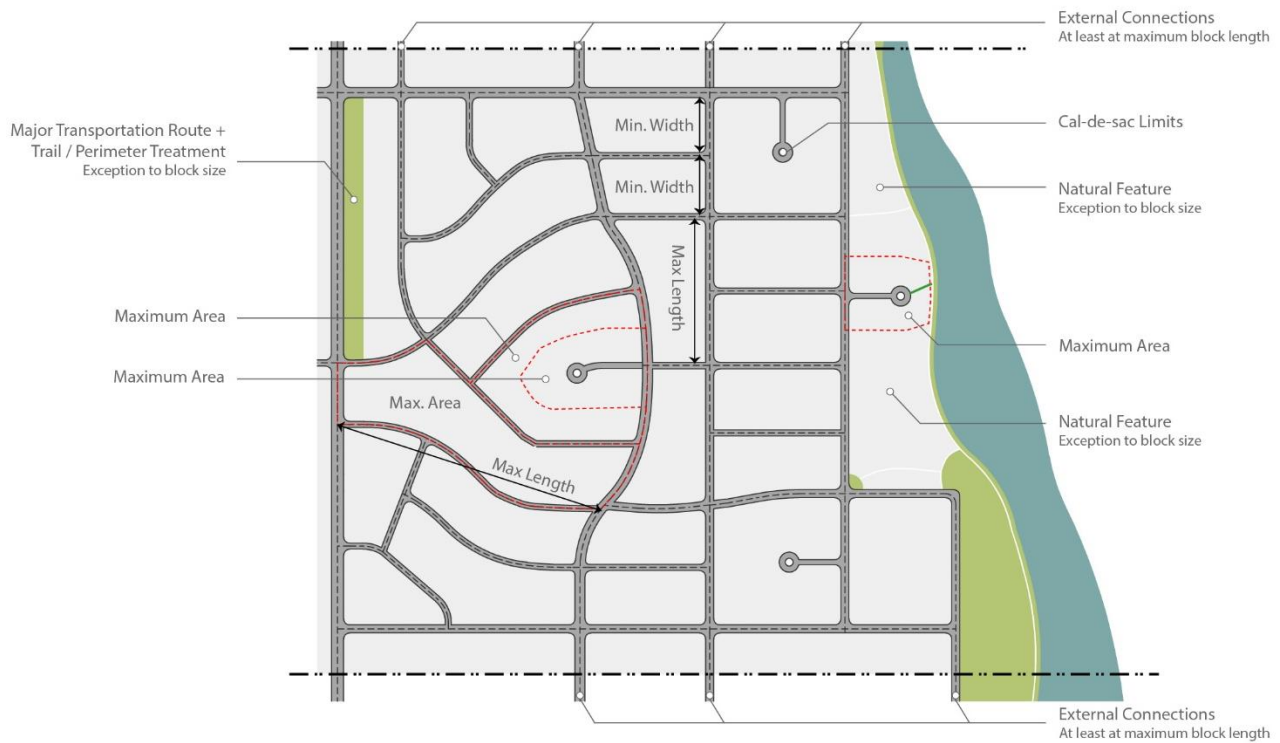 External Connections
At least at maximum block length
Major Transportation Route +
Trail / Perimeter Treatment
Exception to block size
Min. Width
Cal-de-sac Limits
Min. Width
Natural Feature
Exception to block size
Max Length
Maximum Area
Maximum Area
Maximum Area
Max. Area
Natural Feature
Exception to block size
Max Length
External Connections
At least at maximum block length